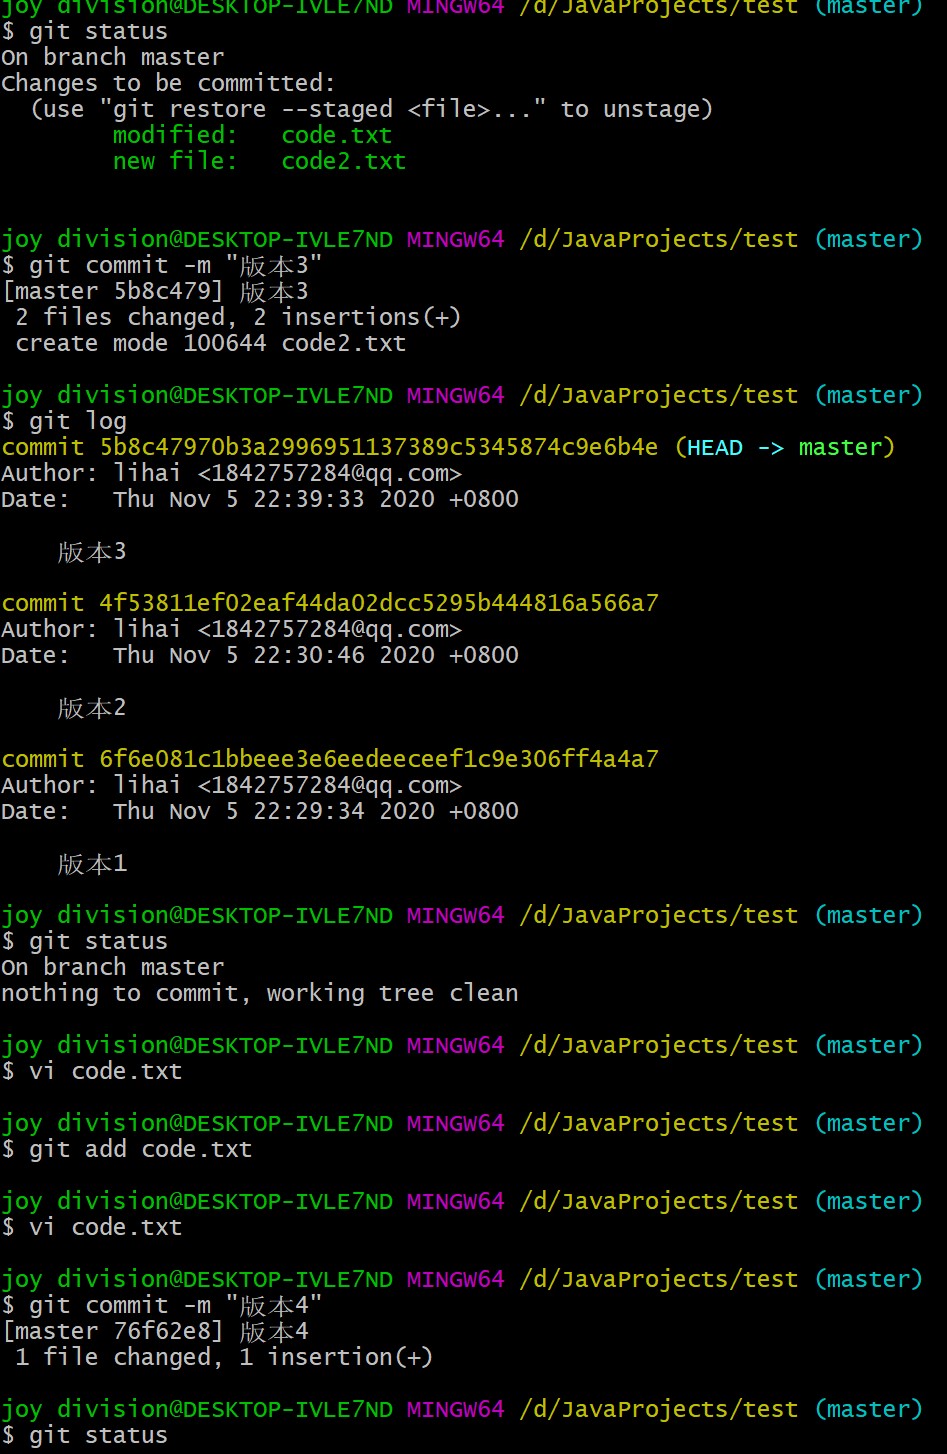 joy division@DESKTOP-IVLE7ND MINGW64 /d/JavaProjects/test (master)
$ git status
On branch master
Changes to be committed:
  (use "git restore --staged <file>..." to unstage)
        modified:   code.txt
        new file:   code2.txt
joy division@DESKTOP-IVLE7ND MINGW64 /d/JavaProjects/test (master)
$ git commit -m "版本3"
[master 5b8c479] 版本3
 2 files changed, 2 insertions(+)
 create mode 100644 code2.txt
joy division@DESKTOP-IVLE7ND MINGW64 /d/JavaProjects/test (master)
$ git log
commit 5b8c47970b3a2996951137389c5345874c9e6b4e (HEAD -> master)
Author: lihai <1842757284@qq.com>
Date:   Thu Nov 5 22:39:33 2020 +0800
    版本3
commit 4f53811ef02eaf44da02dcc5295b444816a566a7
Author: lihai <1842757284@qq.com>
Date:   Thu Nov 5 22:30:46 2020 +0800
    版本2
commit 6f6e081c1bbeee3e6eedeeceef1c9e306ff4a4a7
Author: lihai <1842757284@qq.com>
Date:   Thu Nov 5 22:29:34 2020 +0800
    版本1
joy division@DESKTOP-IVLE7ND MINGW64 /d/JavaProjects/test (master)
$ git status
On branch master
nothing to commit, working tree clean
joy division@DESKTOP-IVLE7ND MINGW64 /d/JavaProjects/test (master)
$ vi code.txt
joy division@DESKTOP-IVLE7ND MINGW64 /d/JavaProjects/test (master)
$ git add code.txt
joy division@DESKTOP-IVLE7ND MINGW64 /d/JavaProjects/test (master)
$ vi code.txt
joy division@DESKTOP-IVLE7ND MINGW64 /d/JavaProjects/test (master)
$ git commit -m "版本4"
[master 76f62e8] 版本4
 1 file changed, 1 insertion(+)
joy division@DESKTOP-IVLE7ND MINGW64 /d/JavaProjects/test (master)
$ git status